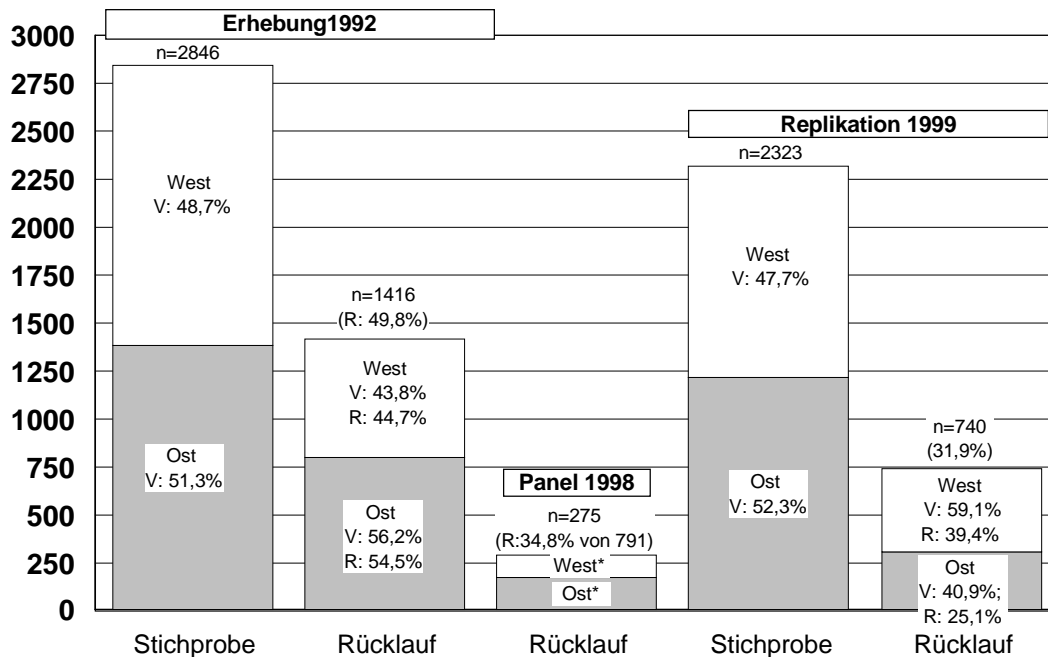 Erhebung1992
3000
2750
2500
2250
2000
1750
1500
1250
1000
750
500
250
0
n=2846
West
V: 48,7%
Ost
V: 51,3%
n=1416
(R: 49,8%)
West
V: 43,8%
R: 44,7%
Ost
V: 56,2%
R: 54,5%
Panel 1998
n=275
(R:34,8% von 791)
West*
Ost*
Replikation 1999
n=2323
West
V: 47,7%
Ost
V: 52,3%
n=740
(31,9%)
West
V: 59,1%
R: 39,4%
Ost
V: 40,9%;
R: 25,1%
Stichprobe Rücklauf Rücklauf Stichprobe Rücklauf